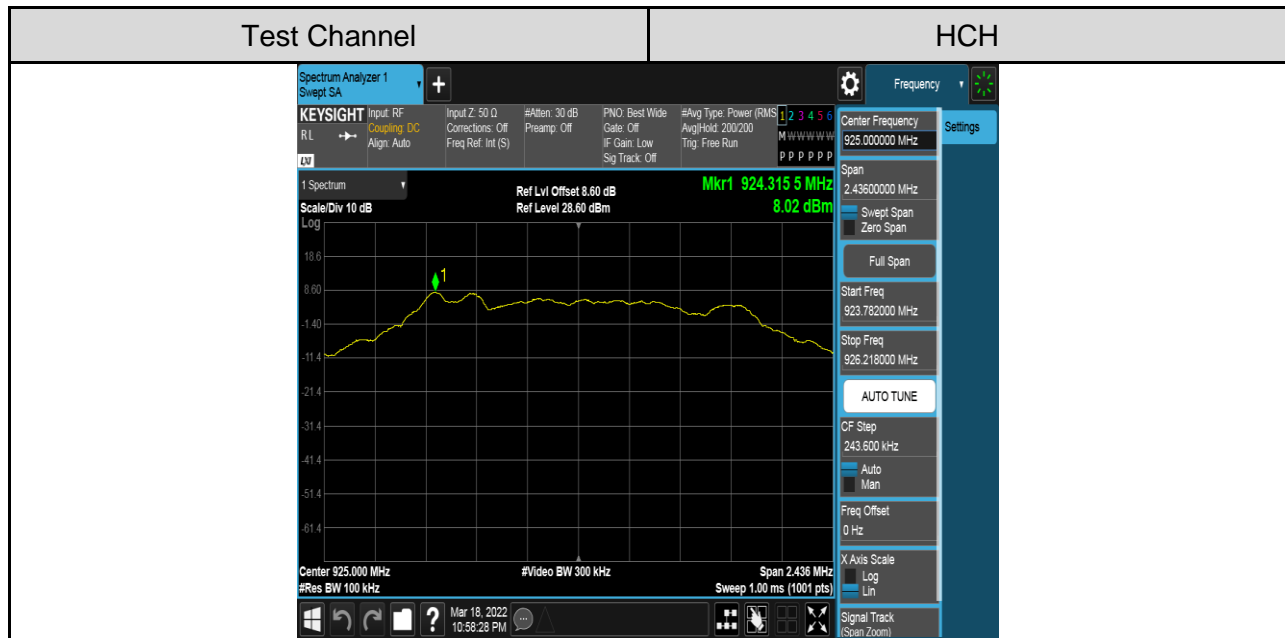 Test Channel
HCH
Spectrum Analyzer 1
Swept SA
+
Frequency
Settings
KEYSIGHT
RL
LXI
Input: RF
Coupling: DC
Align: Auto
Input Z: 50 Ω
Corrections: Off
Freq Ref: Int (S)
#Atten: 30 dB
Preamp: Off
PNO: Best Wide
Gate: Off
IF Gain: Low
Sig Track: Off
#Avg Type: Power (RMS
Avg|Hold: 200/200
Trig: Free Run
1 2 3 4 5 6
M W W W W W
P P P P P P
1 Spectrum
Scale/Div 10 dB
Log
Ref Lvl Offset 8.60 dB
Ref Level 28.60 dBm
Mkr1 924.315 5 MHz
8.02 dBm
18.6
8.60
-1.40
-11.4
-21.4
-31.4
-41.4
-51.4
-61.4
1
Center 925.000 MHz
#Res BW 100 kHz
#Video BW 300 kHz
Span 2.436 MHz
Sweep 1.00 ms (1001 pts)
Center Frequency
925.000000 MHz
Span
2.43600000 MHz
Swept Span
Zero Span
Full Span
Start Freq
923.782000 MHz
Stop Freq
926.218000 MHz
AUTO TUNE
CF Step
243.600 kHz
Auto
Man
Freq Offset
0 Hz
X Axis Scale
Log
Lin
Signal Track
(Span Zoom)
?
Mar 18, 2022
10:58:28 PM